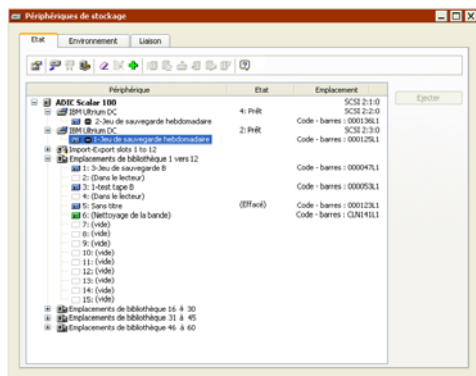 Périphériques de stockage
Etat Environnement Liaison
Périphérique Etat Emplacement
Ejecter
ADIC Scalar 100 SCSI 2:1:0
IBM Ultrium DC 4: Prêt SCSI 2:2:0
2-Jeu de sauvegarde hebdomadaire Code - barres : 000136L1
IBM Ultrium DC 2: Prêt SCSI 2:3:0
1-Jeu de sauvegarde hebdomadaire Code - barres : 000125L1
Import-Export slots 1 to 12
Emplacements de bibliothèque 1 vers 12
1: 3-Jeu de sauvegarde B Code - barres : 000047L1
2: (Dans le lecteur)
3: 1-test tape B Code - barres : 000053L1
4: (Dans le lecteur)
5: Sans titre (Effacé) Code - barres : 000123L1
6: (Nettoyage de la bande) Code - barres : CLN141L1
7: (vide)
8: (vide)
9: (vide)
10: (vide)
11: (vide)
12: (vide)
13: (vide)
14: (vide)
15: (vide)
Emplacements de bibliothèque 16 à 30
Emplacements de bibliothèque 31 à 45
Emplacements de bibliothèque 46 à 60